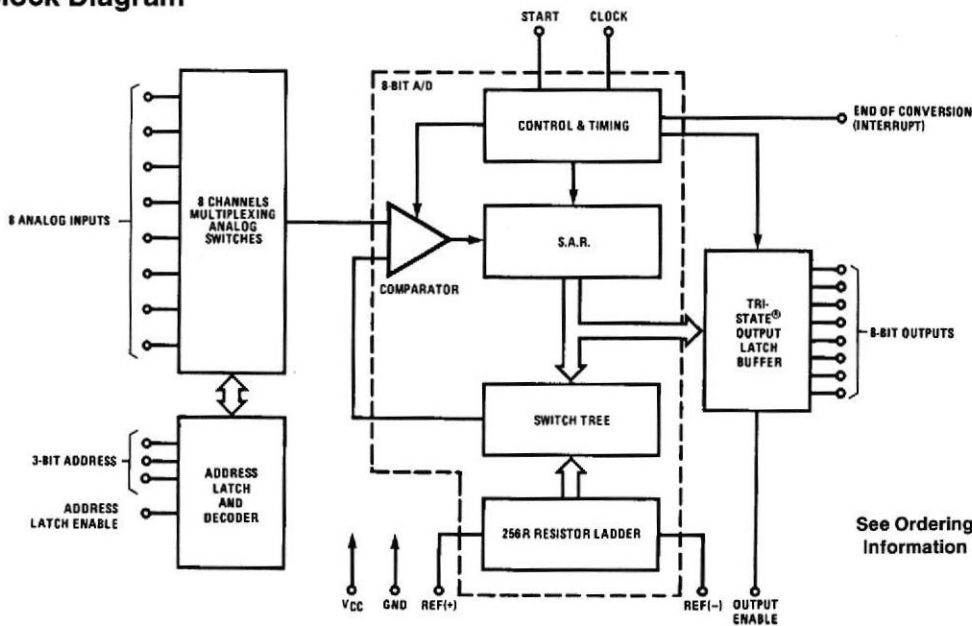 Block Diagram
START
CLOCK
8-BIT A/D
CONTROL & TIMING
END OF CONVERSION
(INTERRUPT)
8 ANALOG INPUTS
8 CHANNELS
MULTIPLEXING
ANALOG
SWITCHES
S.A.R.
COMPARATOR
TRI-
STATE®
OUTPUT
LATCH
BUFFER
8-BIT OUTPUTS
SWITCH TREE
3-BIT ADDRESS
ADDRESS
LATCH ENABLE
ADDRESS
LATCH
AND
DECODER
256R RESISTOR LADDER
See Ordering
Information
VCC
GND
REF(+)
REF(−)
OUTPUT
ENABLE